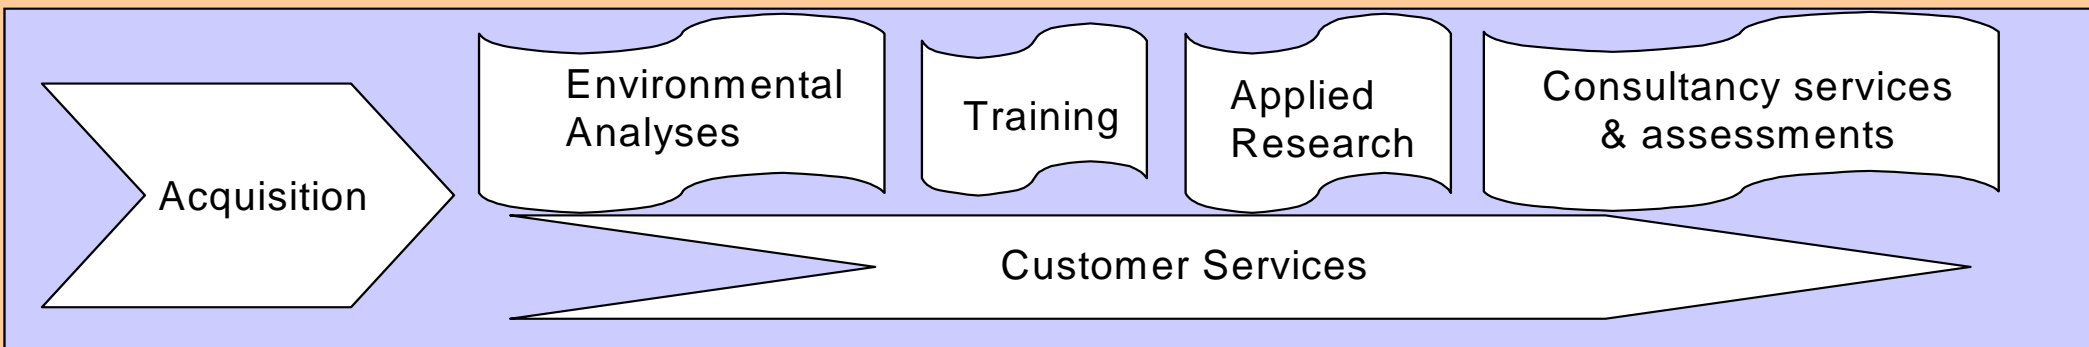 Acquisition
Environmental
Analyses
Training
Applied
Research
Consultancy services
& assessments
Customer Services